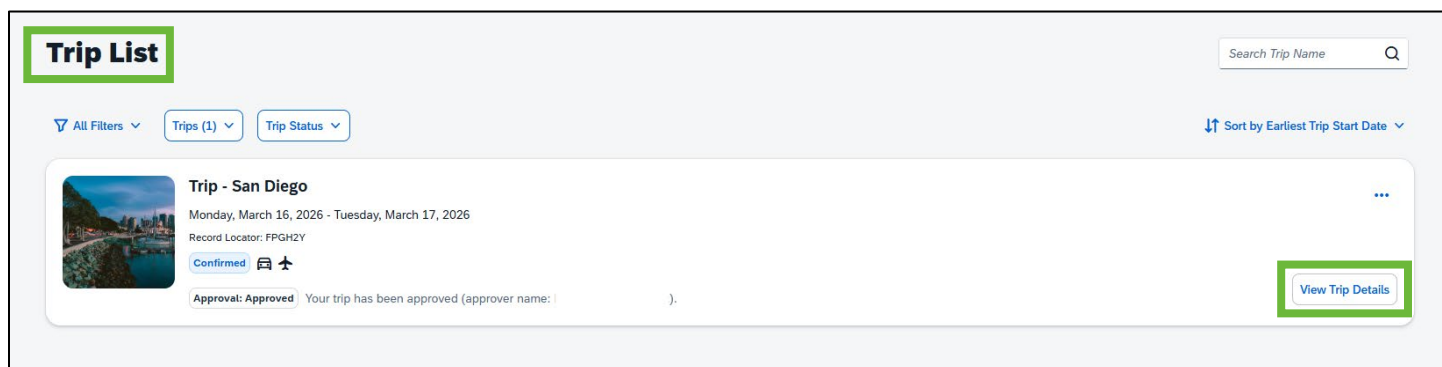 Trip List
Search Trip Name
All Filters
Trips (1)
Trip Status
Sort by Earliest Trip Start Date
Trip - San Diego
Monday, March 16, 2026 - Tuesday, March 17, 2026
Record Locator: FPGH2Y
Confirmed
View Trip Details
Approval: Approved Your trip has been approved (approver name: ).